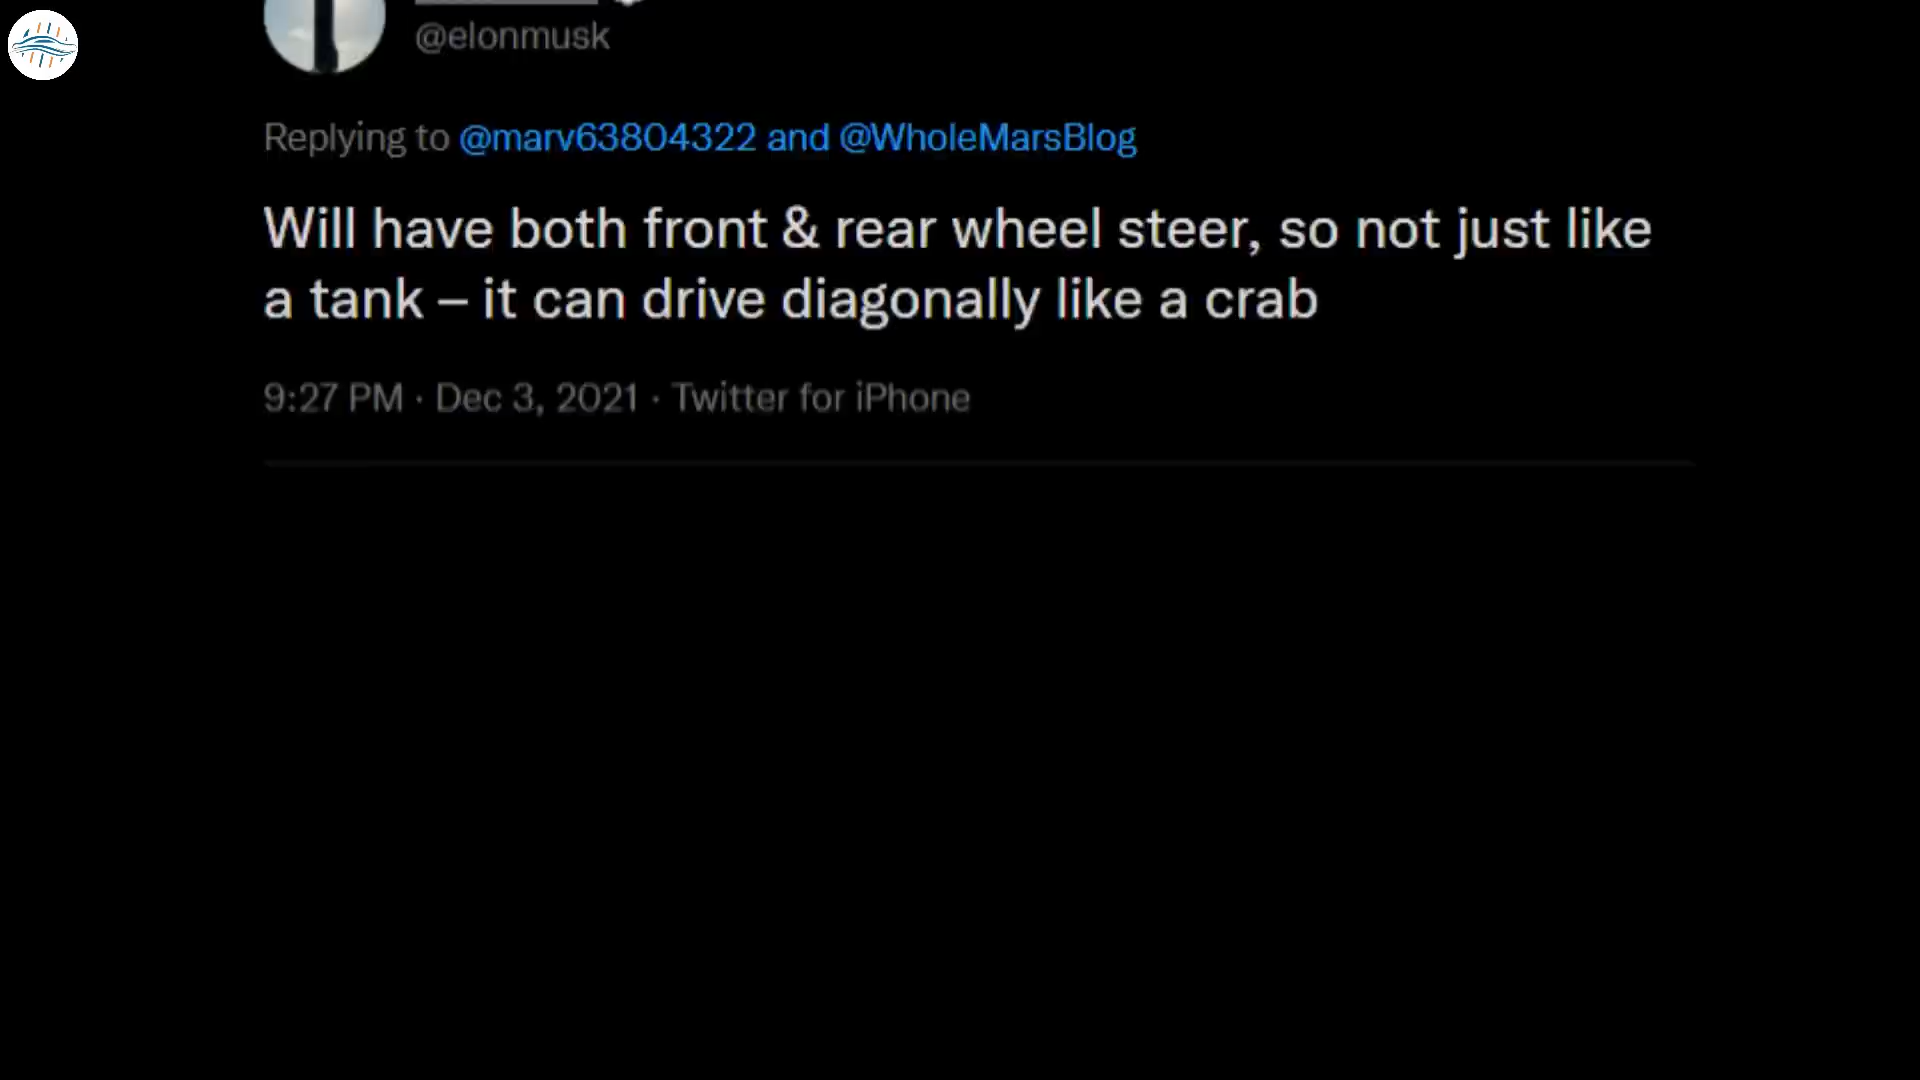 @elonmusk
Replying to @marv63804322 and @WholeMarsBlog
Will have both front & rear wheel steer, so not just like
a tank – it can drive diagonally like a crab
9:27 PM · Dec 3, 2021 · Twitter for iPhone